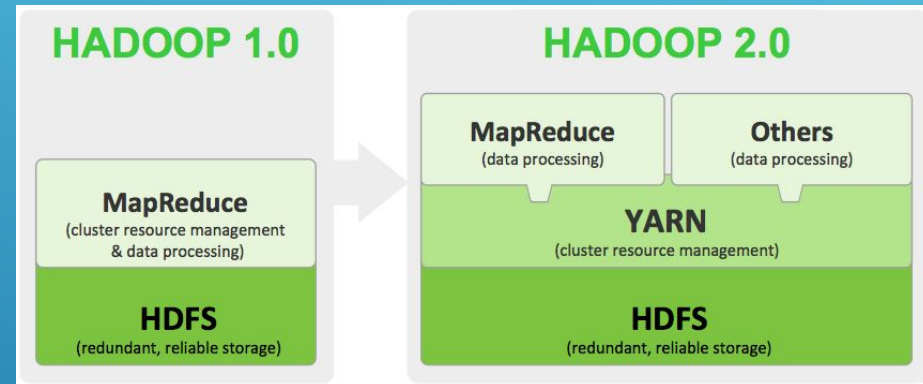 HADOOP 1.0
MapReduce
(cluster resource management
& data processing)
HDFS
(redundant, reliable storage)
HADOOP 2.0
MapReduce
(data processing)
Others
(data processing)
YARN
(cluster resource management)
HDFS
(redundant, reliable storage)